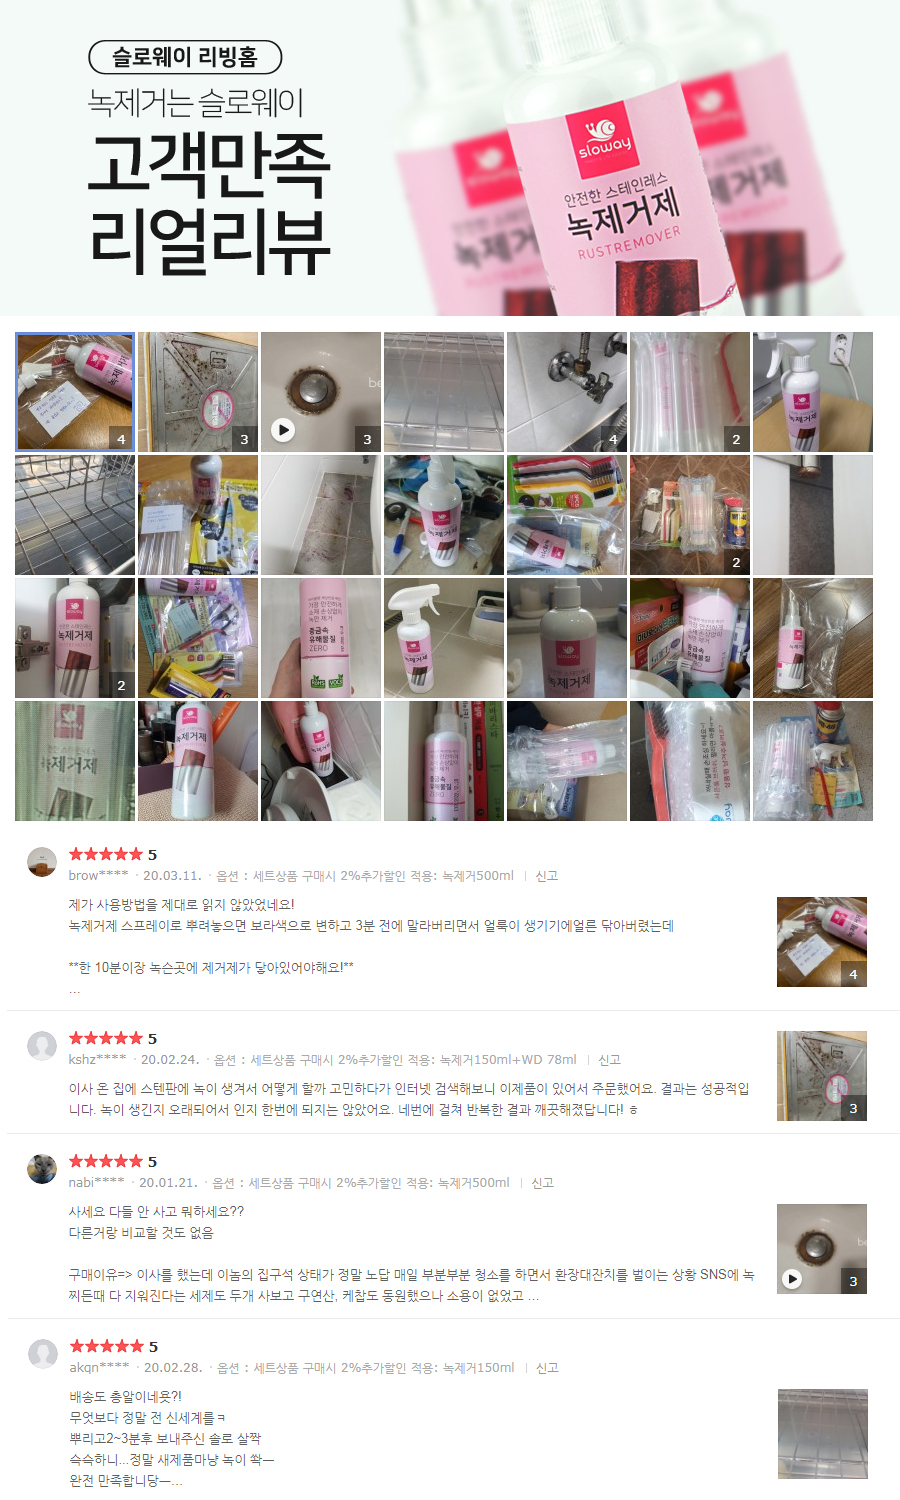 슬로웨이 리빙홈
녹제거는 슬로웨이
고객만족
리얼리뷰
sloway
안전한 스테인레스
녹제거제
RUSTREMOVER
4
3
3
4
2
2
2
★★★★★ 5
brow**** · 20.03.11. · 옵션 : 세트상품 구매시 2%추가할인 적용: 녹제거500ml | 신고
제가 사용방법을 제대로 읽지 않았었네요!
녹제거제 스프레이로 뿌려놓으면 보라색으로 변하고 3분 전에 말라버리면서 얼룩이 생기기에얼른 닦아버렸는데
**한 10분이장 녹슨곳에 제거제가 닿아있어야해요!**
...
4
★★★★★ 5
kshz**** · 20.02.24. · 옵션 : 세트상품 구매시 2%추가할인 적용: 녹제거150ml+WD 78ml | 신고
이사 온 집에 스텐판에 녹이 생겨서 어떻게 할까 고민하다가 인터넷 검색해보니 이제품이 있어서 주문했어요. 결과는 성공적입
니다. 녹이 생긴지 오래되어서 인지 한번에 되지는 않았어요. 네번에 걸쳐 반복한 결과 깨끗해졌답니다! ㅎ
3
★★★★★ 5
nabi**** · 20.01.21. · 옵션 : 세트상품 구매시 2%추가할인 적용: 녹제거500ml | 신고
사세요 다들 안 사고 뭐하세요??
다른거랑 비교할 것도 없음
구매이유=> 이사를 했는데 이놈의 집구석 상태가 정말 노답 매일 부분부분 청소를 하면서 환장대잔치를 벌이는 상황 SNS에 녹
찌든때 다 지워진다는 세제도 두개 사보고 구연산, 케찹도 동원했으나 소용이 없었고 ...
3
★★★★★ 5
akqn**** · 20.02.28. · 옵션 : 세트상품 구매시 2%추가할인 적용: 녹제거150ml | 신고
배송도 총알이네욧?!
무엇보다 정말 전 신세계를ㅋ
뿌리고2~3분후 보내주신 솔로 살짝
슥슥하니...정말 새제품마냥 녹이 쏵ㅡ
완전 만족합니당ㅡ...